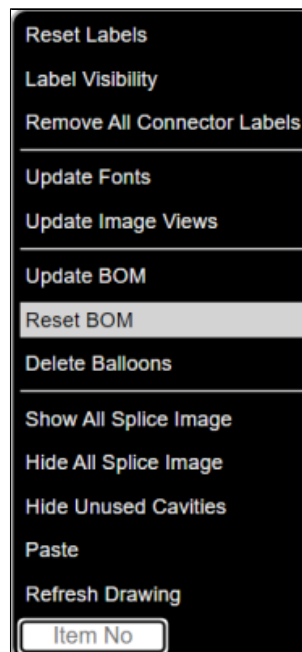 Reset Labels
Label Visibility
Remove All Connector Labels
Update Fonts
Update Image Views
Update BOM
Reset BOM
Delete Balloons
Show All Splice Image
Hide All Splice Image
Hide Unused Cavities
Paste
Refresh Drawing
Item No